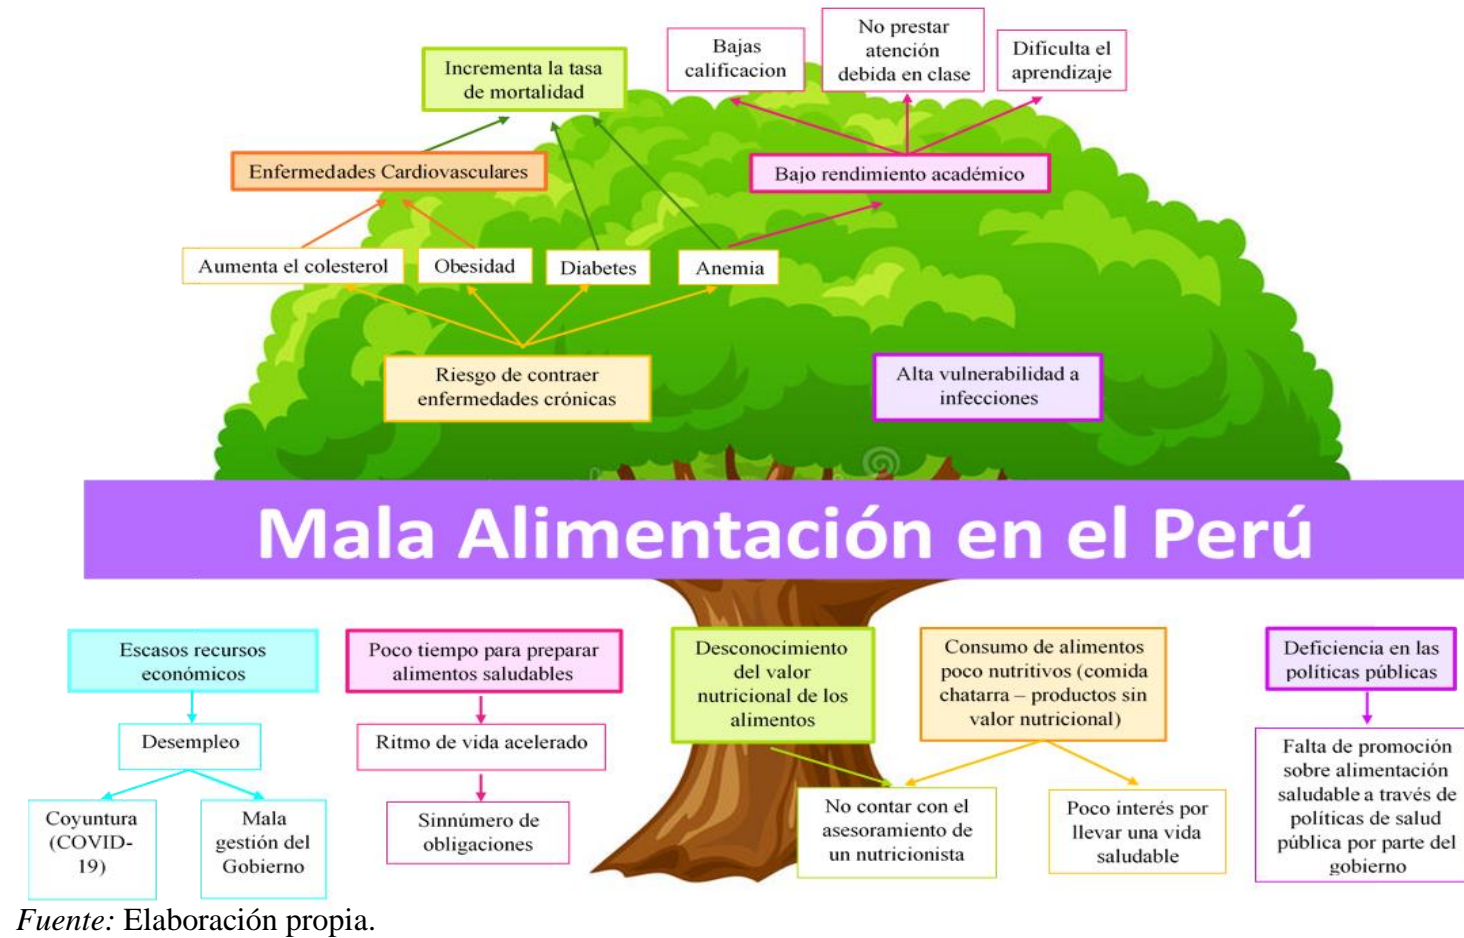 Incrementa la tasa
de mortalidad
Bajas
calificacion
No prestar
atención
debida en clase
Dificulta el
aprendizaje
Enfermedades Cardiovasculares
Bajo rendimiento académico
Aumenta el colesterol
Obesidad
Diabetes
Anemia
Riesgo de contraer
enfermedades crónicas
Alta vulnerabilidad a
infecciones
Mala Alimentación en el Perú
Escasos recursos
económicos
Poco tiempo para preparar
alimentos saludables
Desconocimiento
del valor
nutricional de los
alimentos
Consumo de alimentos
poco nutritivos (comida
chatarra – productos sin
valor nutricional)
Deficiencia en las
políticas públicas
Desempleo
Ritmo de vida acelerado
Coyuntura
(COVID-
19)
Mala
gestión del
Gobierno
Sinnúmero de
obligaciones
No contar con el
asesoramiento de
un nutricionista
Poco interés por
llevar una vida
saludable
Falta de promoción
sobre alimentación
saludable a través de
políticas de salud
pública por parte del
gobierno
Fuente: Elaboración propia.